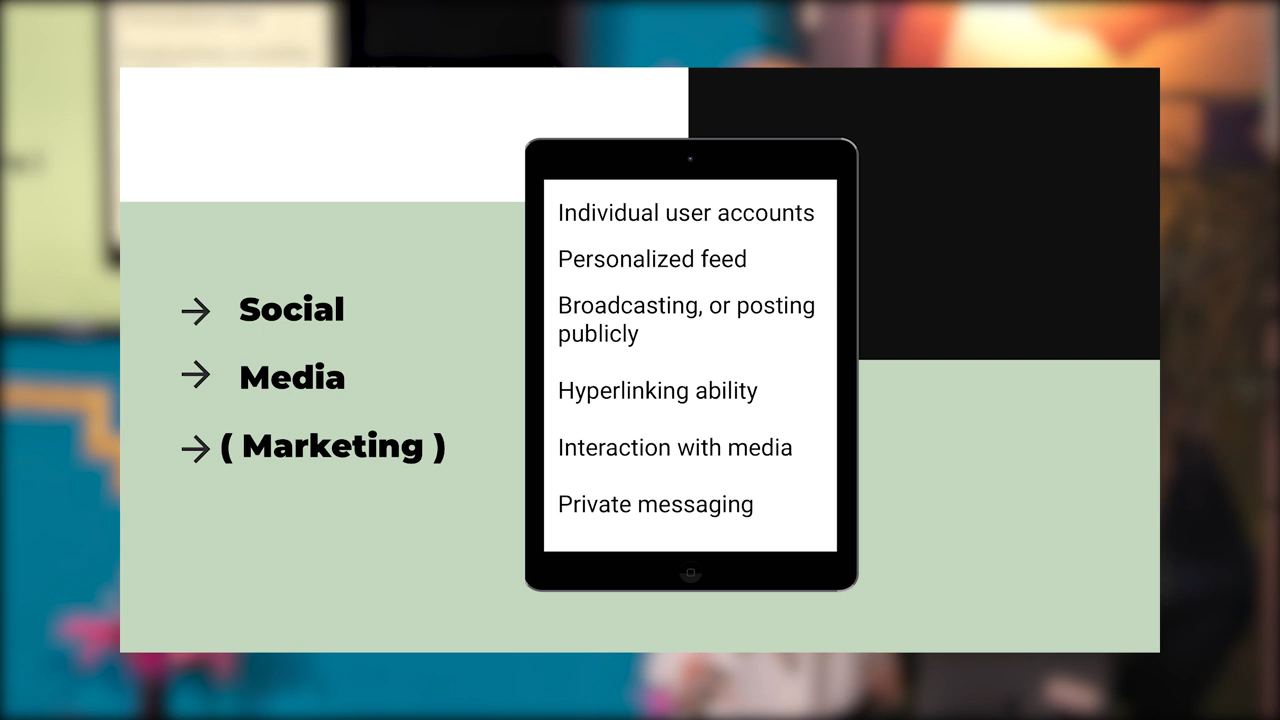 Social
Media
( Marketing )
Individual user accounts
Personalized feed
Broadcasting, or posting
publicly
Hyperlinking ability
Interaction with media
Private messaging